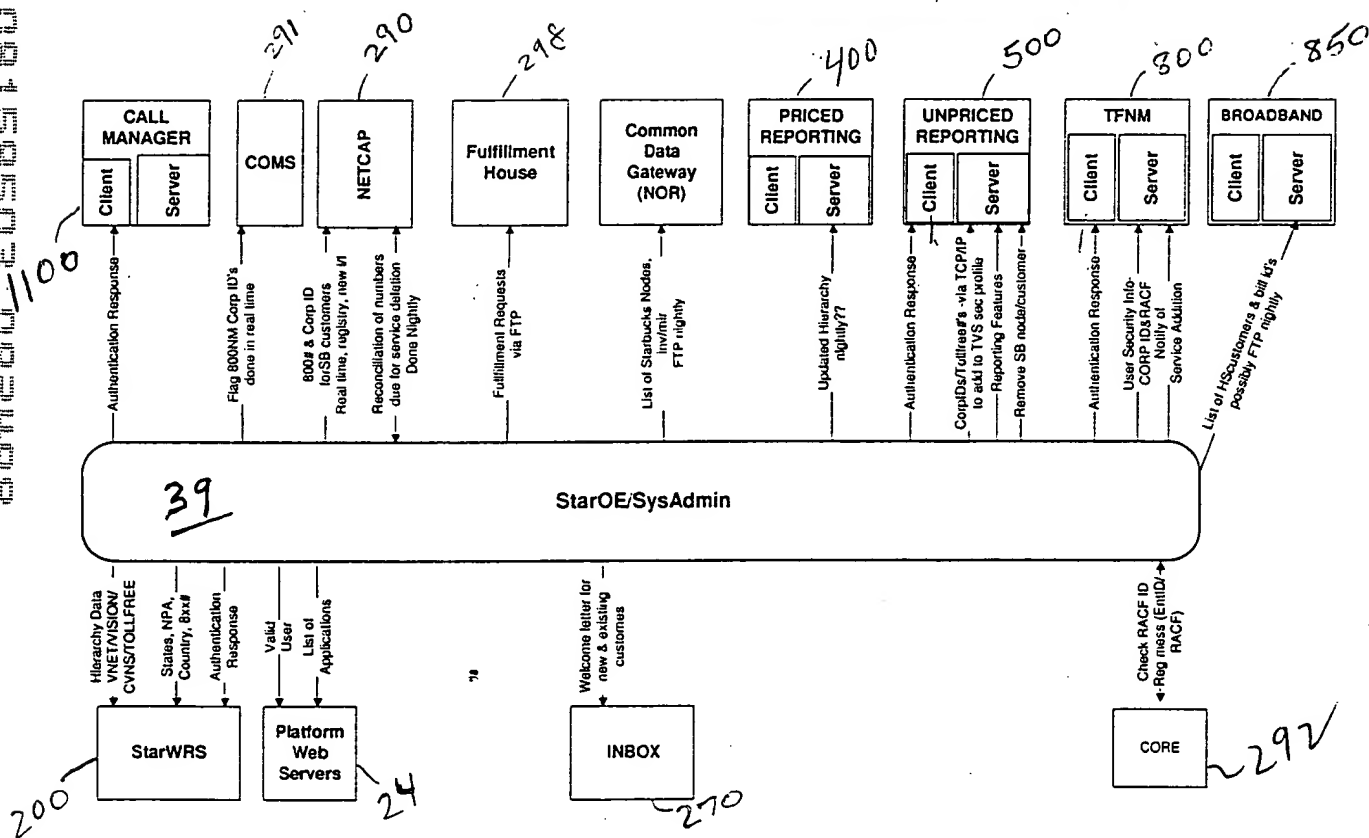 291
290
298
400
500
800
850
CALL
MANAGER
Client
Server
COMS
NETCAP
Fulfillment
House
Common
Data
Gateway
(NOR)
PRICED
REPORTING
Client
Server
UNPRICED
REPORTING
Client
Server
TFNM
Client
Server
BROADBAND
Client
Server
1100
Authentication Response
Flag 800NM Corp ID's
done in real time
800# & Corp ID
forSB customers
Real time, registry, new
Reconciliation of numbers
due for service deletion
Done Nightly
Fulfillment Requests
via FTP
List of Starbucks Nodes,
Inv/mir
FTP nightly
Updated Hierarchy
nightly??
Authentication Response
CorpIDs/Tollfree#'s -via TCP/IP
to add to TVS sec profile
Reporting Features
Remove SB node/customer
Authentication Response
User Security Info-
CORP ID&RACF
Notify of
Service Addition
List of HScustomers & bill id's
possibly FTP nightly
39
StarOE/SysAdmin
Hierarchy Data
VNET/VISION/
CVNS/TOLLFREE
States, NPA,
Country, 8xx#
Authentication
Response
Valid
User
List of
Applications
Welcome letter for
new & existing
customes
Check RACF ID
Reg mess (EntID/
RACF)
StarWRS
Platform
Web
Servers
INBOX
CORE
200
24
270
292